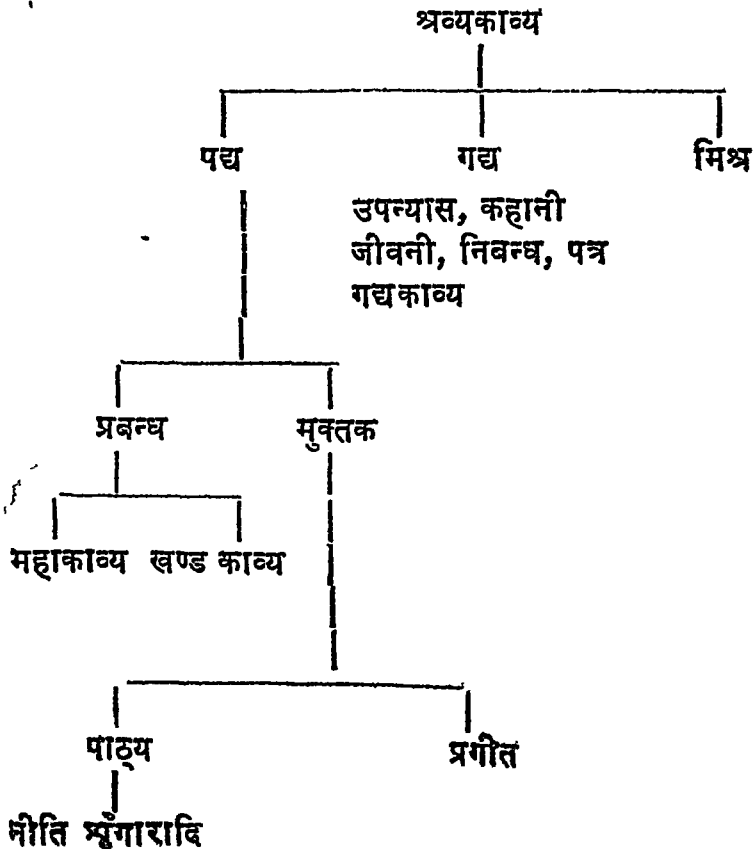 श्रव्यकाव्य
पद्य गद्य मिश्र
उपन्यास, कहानी
जीवनी, निबन्ध, पत्र
गद्यकाव्य
प्रबन्ध मुक्तक
महाकाव्य खण्ड काव्य
पाठ्य प्रगीत
नीति शृंगारादि